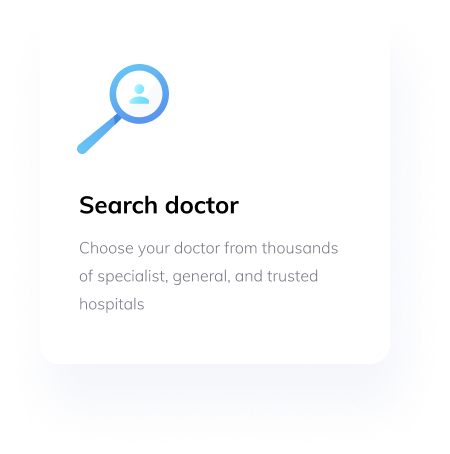 Search doctor
Choose your doctor from thousands
of specialist, general, and trusted
hospitals